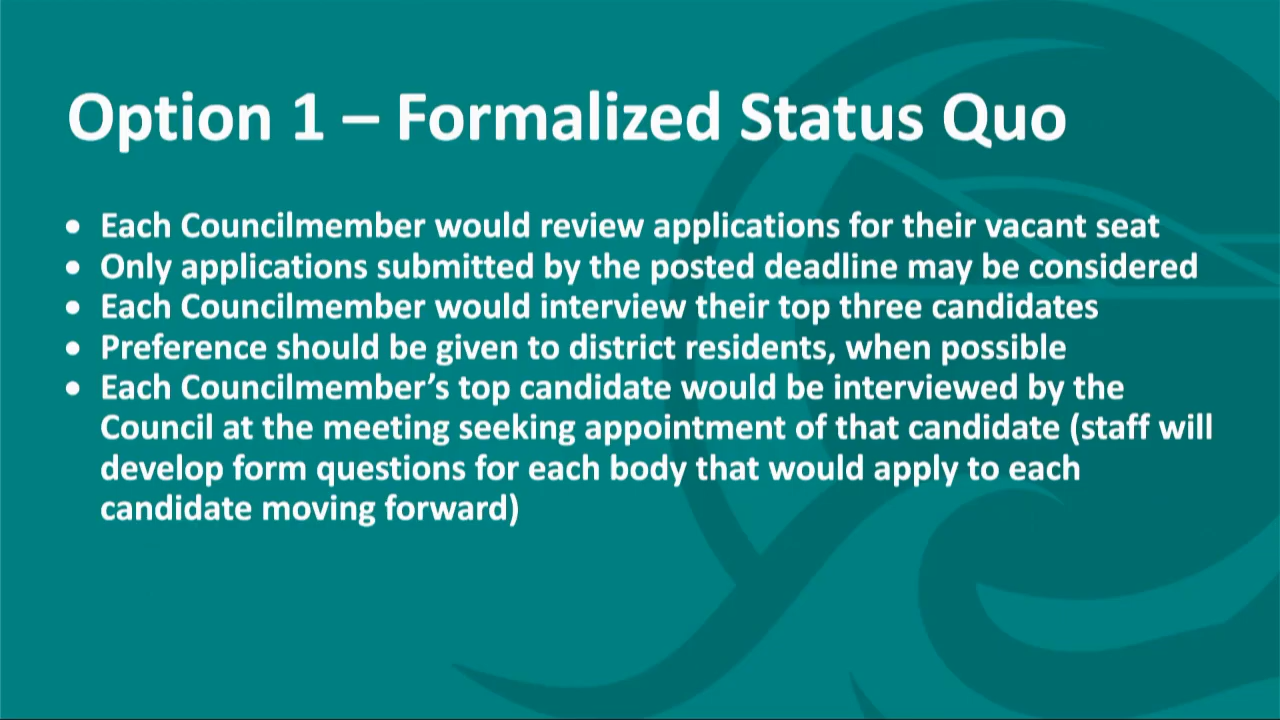 Option 1 – Formalized Status Quo
• Each Councilmember would review applications for their vacant seat
• Only applications submitted by the posted deadline may be considered
• Each Councilmember would interview their top three candidates
• Preference should be given to district residents, when possible
• Each Councilmember’s top candidate would be interviewed by the
Council at the meeting seeking appointment of that candidate (staff will
develop form questions for each body that would apply to each
candidate moving forward)